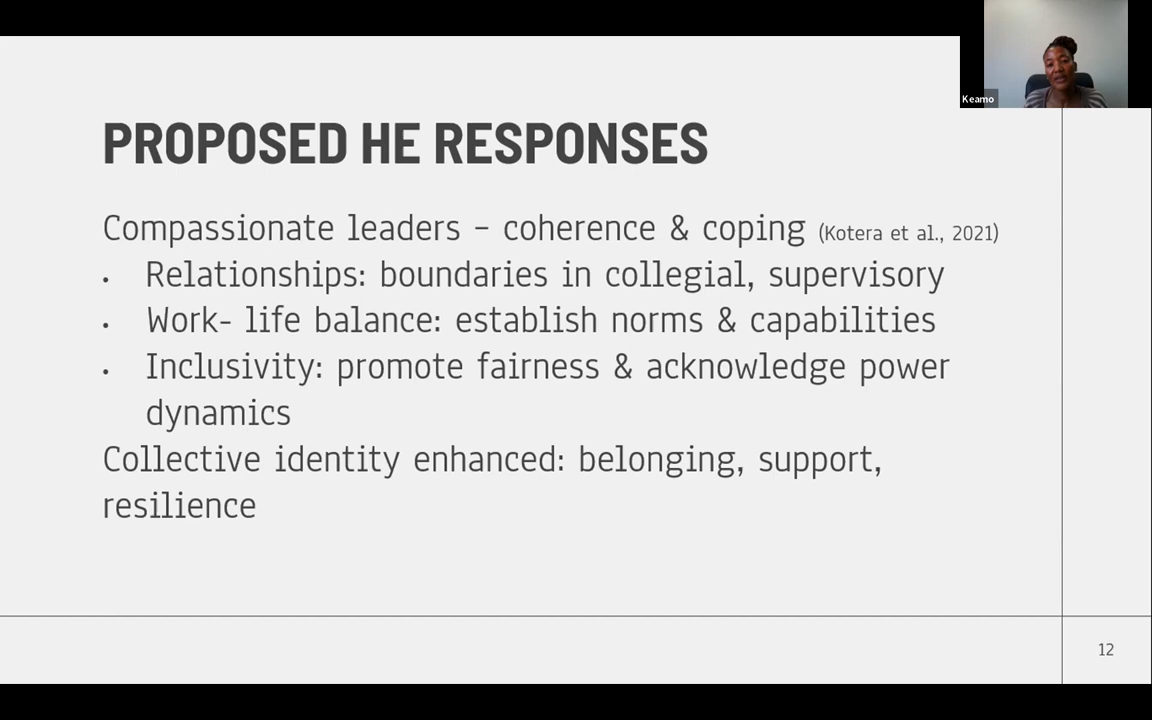 Keamo
PROPOSED HE RESPONSES
Compassionate leaders – coherence & coping (Kotera et al., 2021)
• Relationships: boundaries in collegial, supervisory
• Work- life balance: establish norms & capabilities
• Inclusivity: promote fairness & acknowledge power
dynamics
Collective identity enhanced: belonging, support,
resilience
12